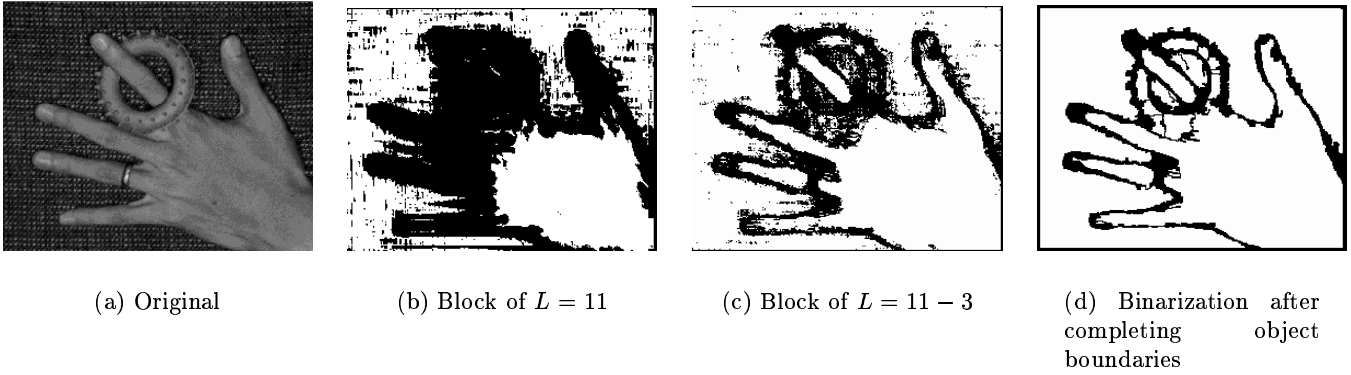 (a) Original
(b) Block of L = 11
(c) Block of L = 11 − 3
(d) Binarization after
completing object
boundaries